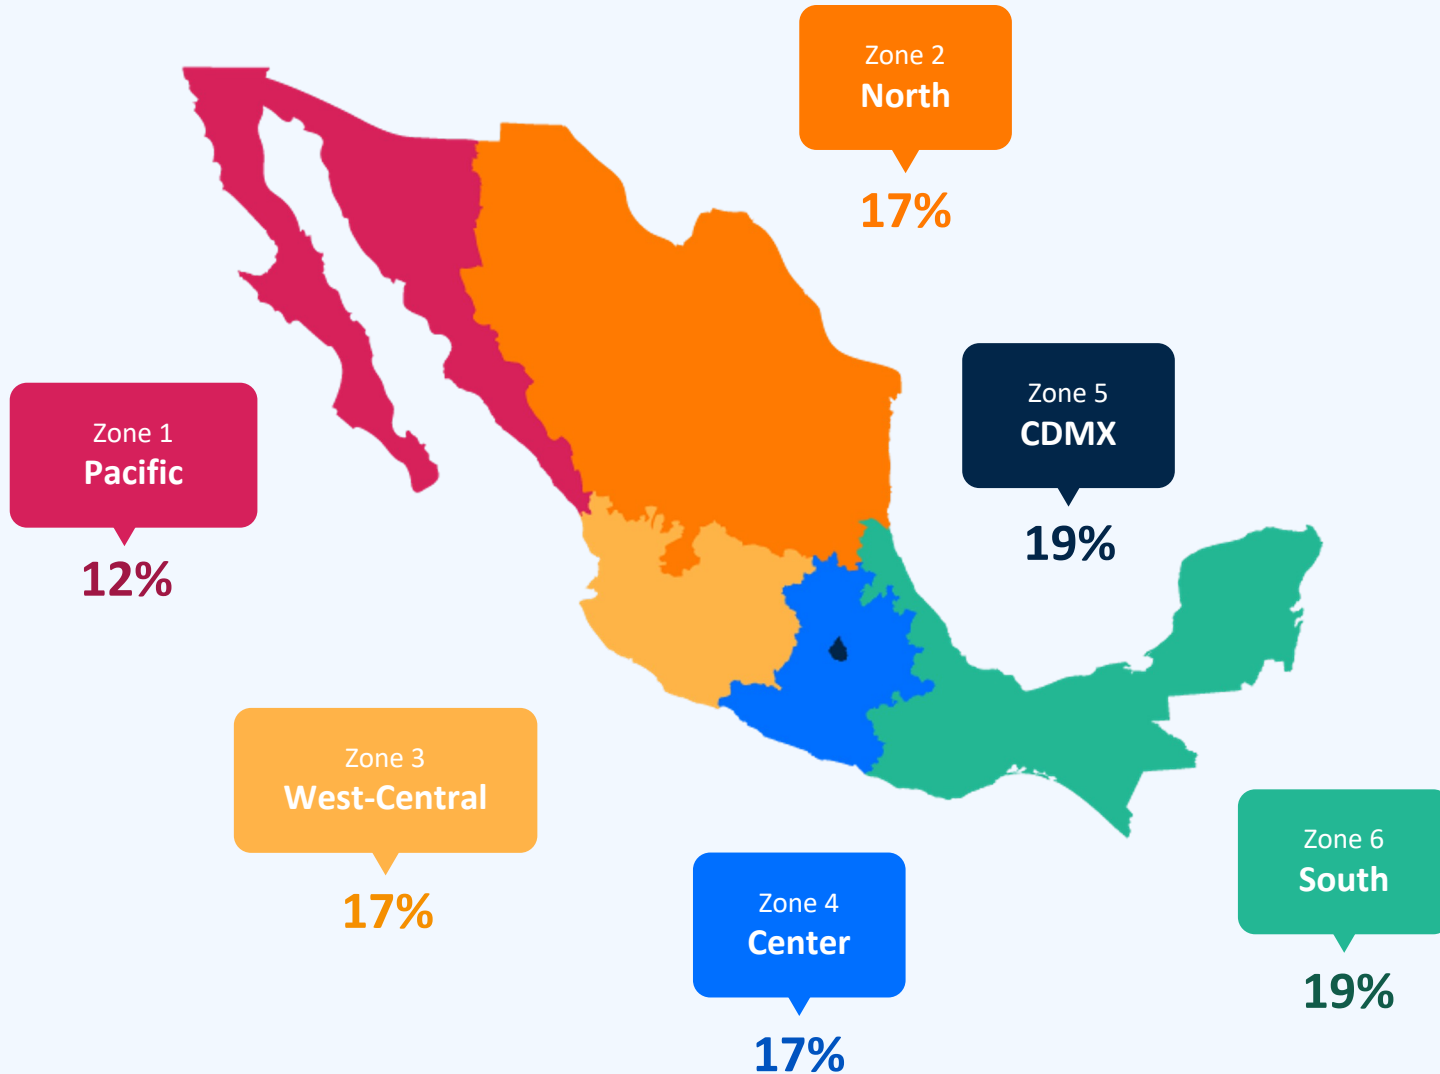 Zone 2
North
17%
Zone 5
CDMX
19%
Zone 1
Pacific
12%
Zone 3
West-Central
17%
Zone 4
Center
17%
Zone 6
South
19%